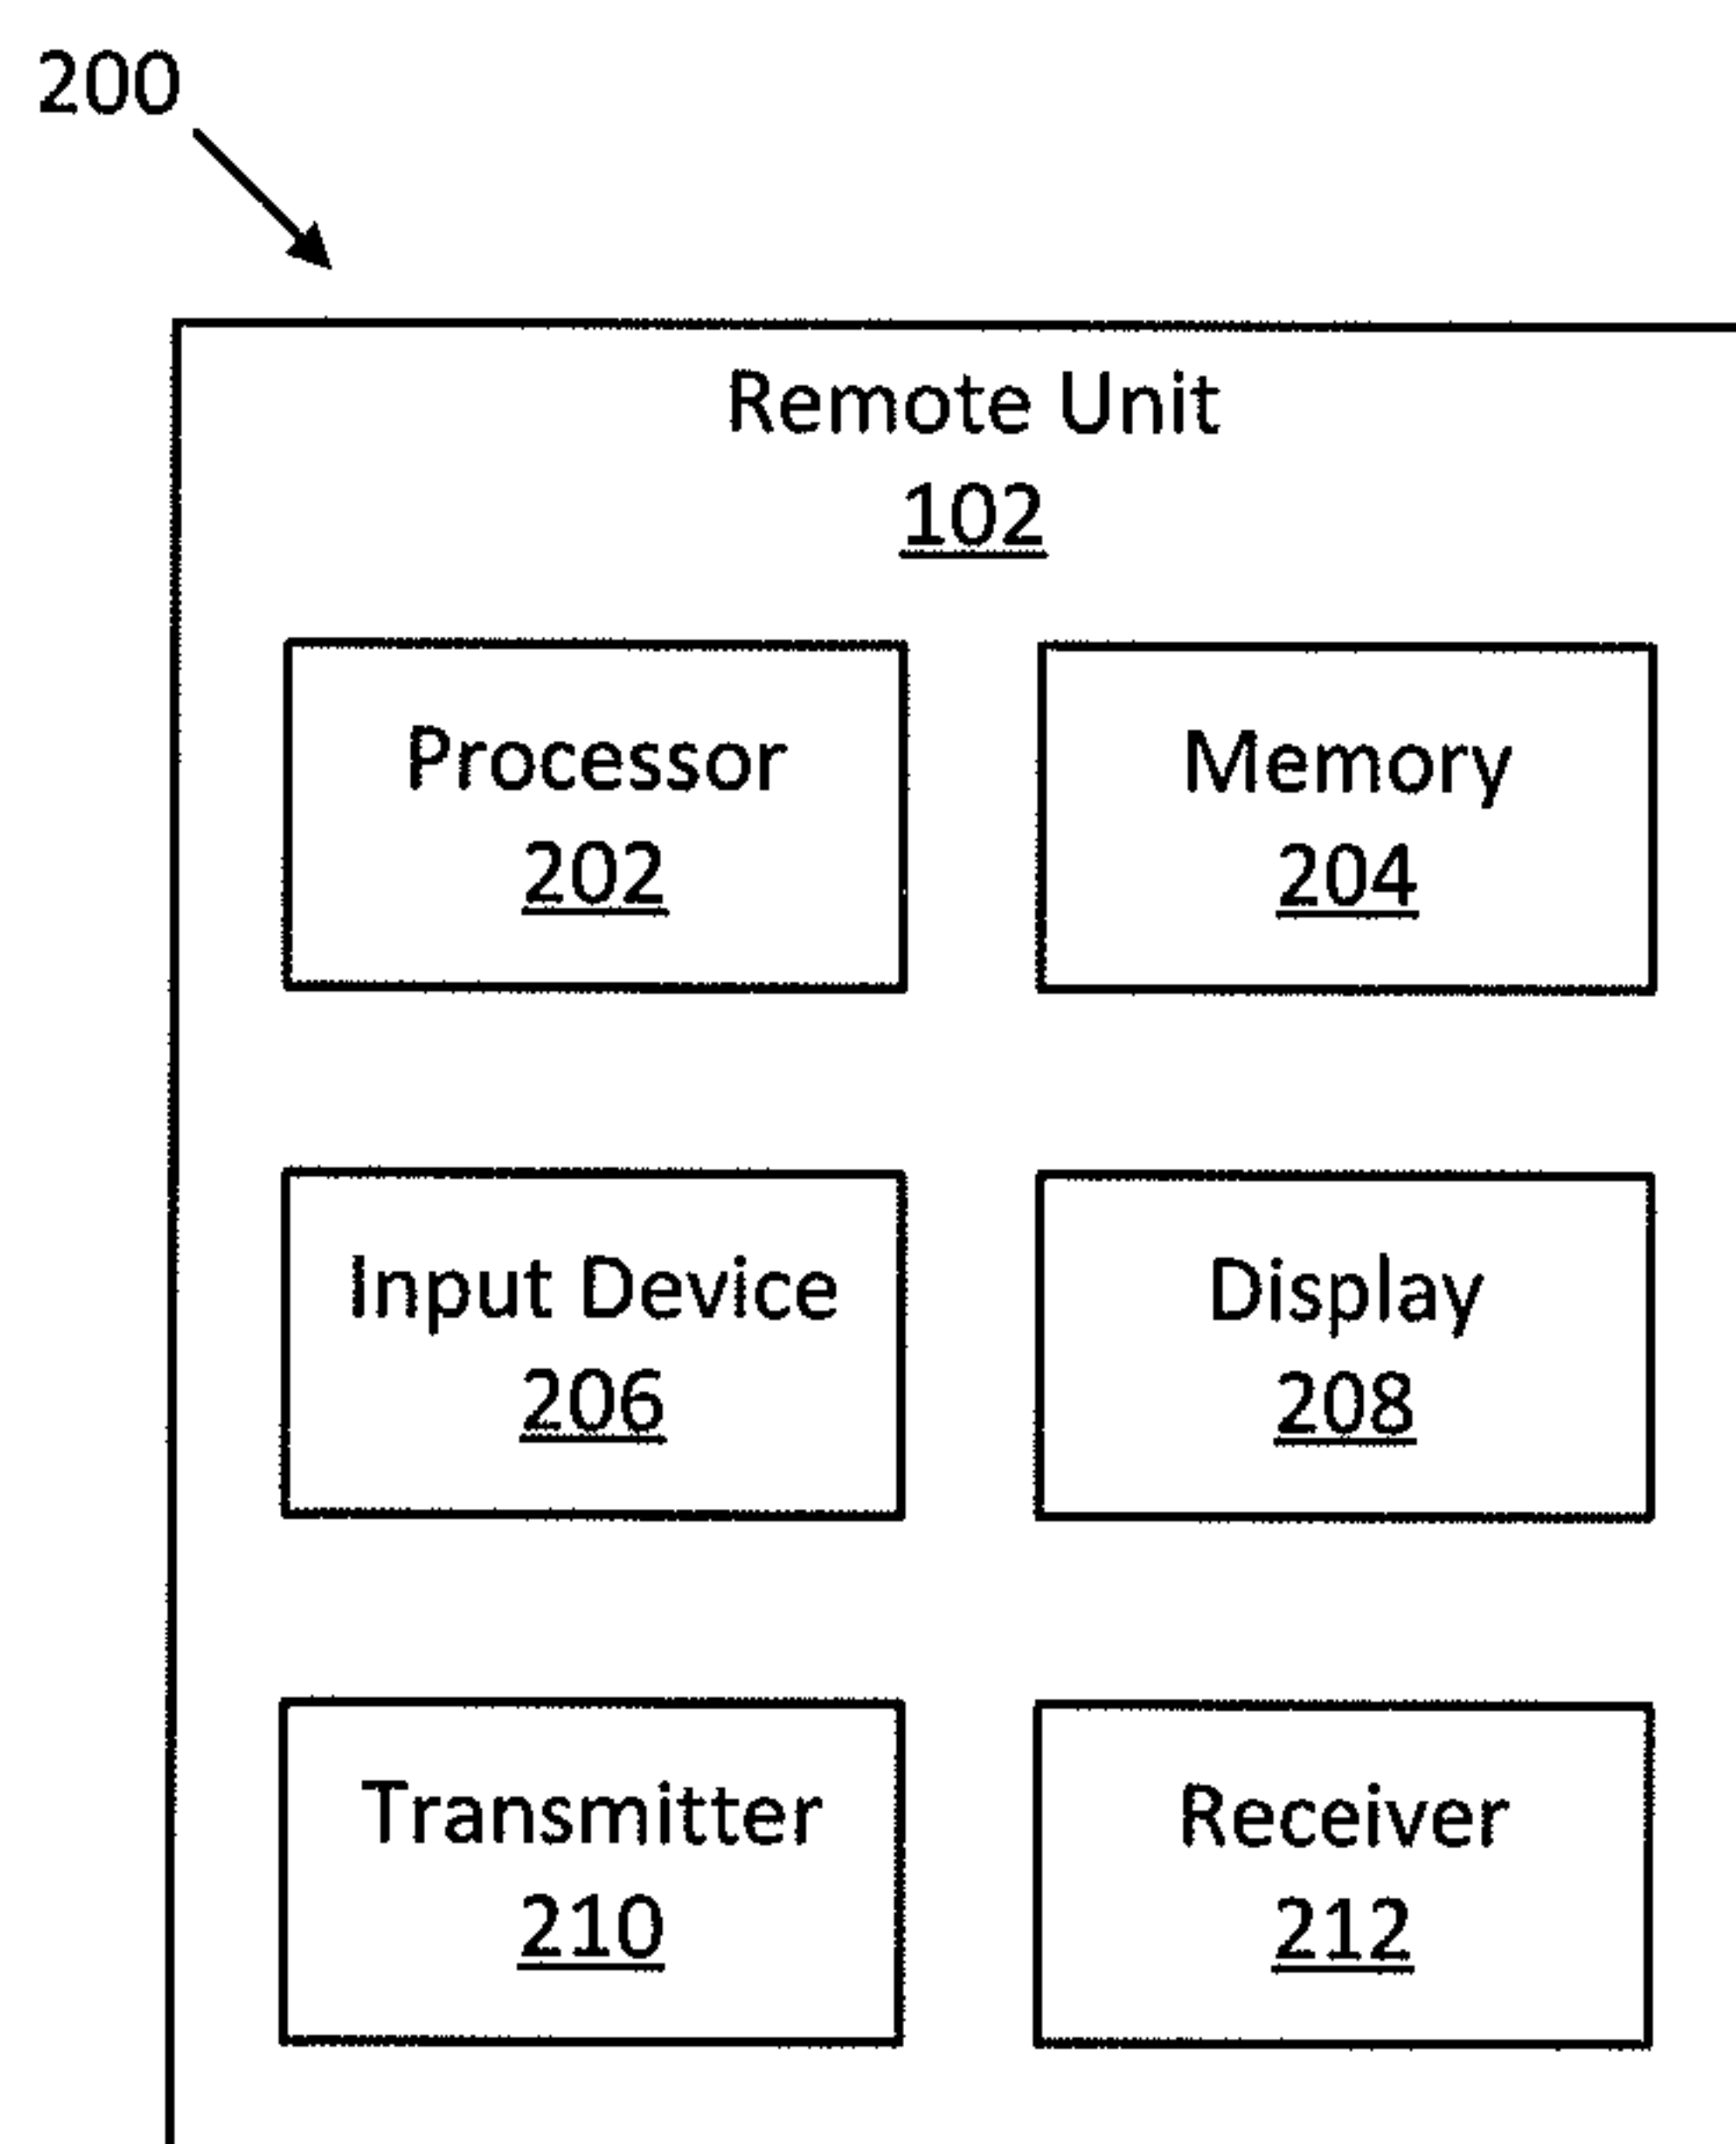 200
Remote Unit
102
Processor
202
Memory
204
Input Device
206
Display
208
Transmitter
210
Receiver
212